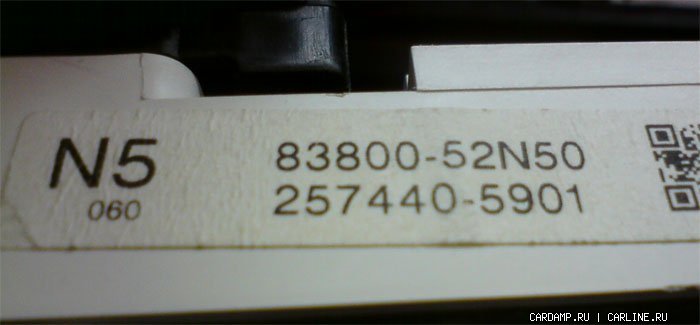 N5
060
83800-52N50
257440-5901
CARDAMP.RU | CARLINE.RU